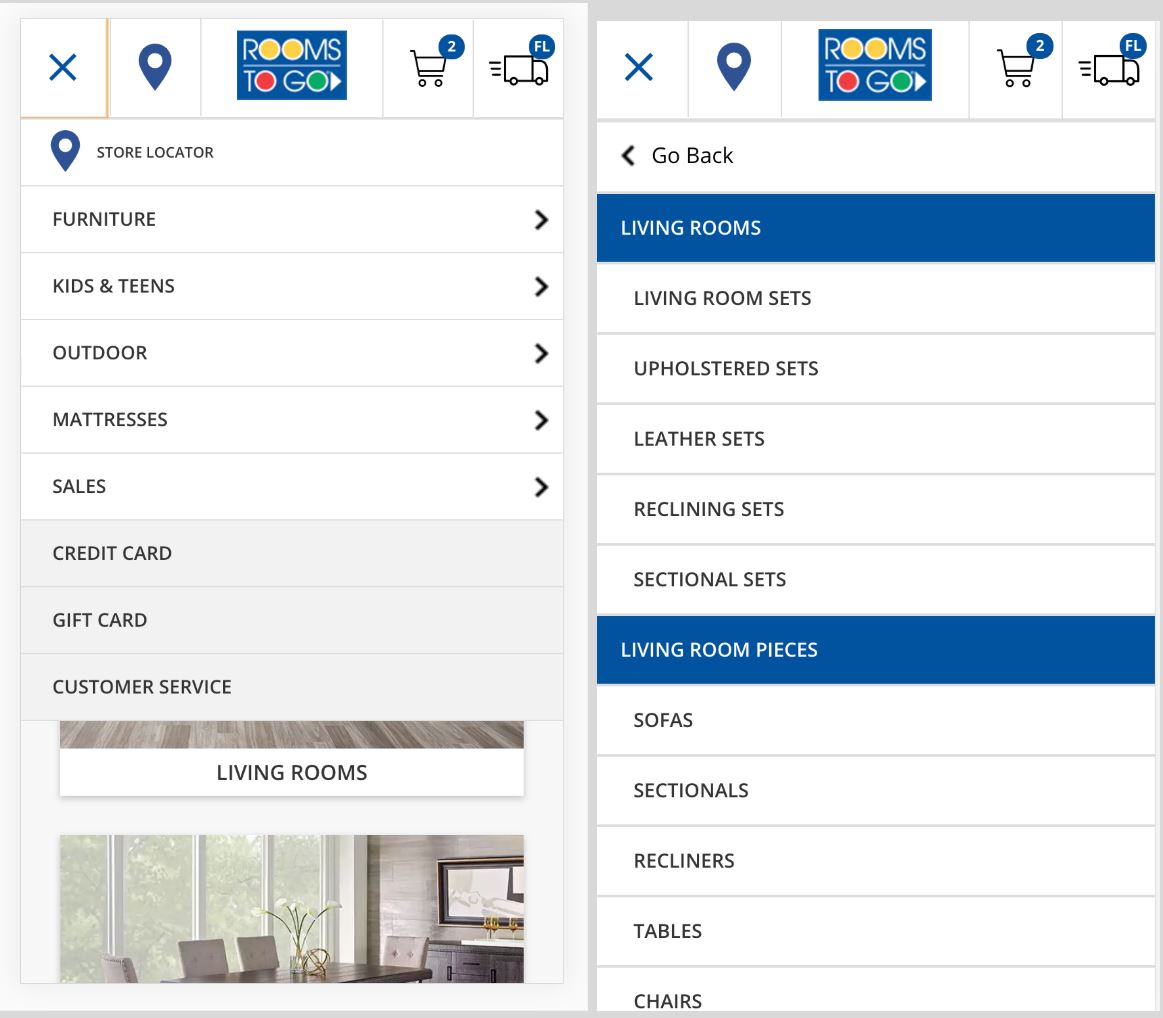 ROOMS
TO GO
2
FL
STORE LOCATOR
FURNITURE
KIDS & TEENS
OUTDOOR
MATTRESSES
SALES
CREDIT CARD
GIFT CARD
CUSTOMER SERVICE
LIVING ROOMS
ROOMS
TO GO
2
FL
Go Back
LIVING ROOMS
LIVING ROOM SETS
UPHOLSTERED SETS
LEATHER SETS
RECLINING SETS
SECTIONAL SETS
LIVING ROOM PIECES
SOFAS
SECTIONALS
RECLINERS
TABLES
CHAIRS